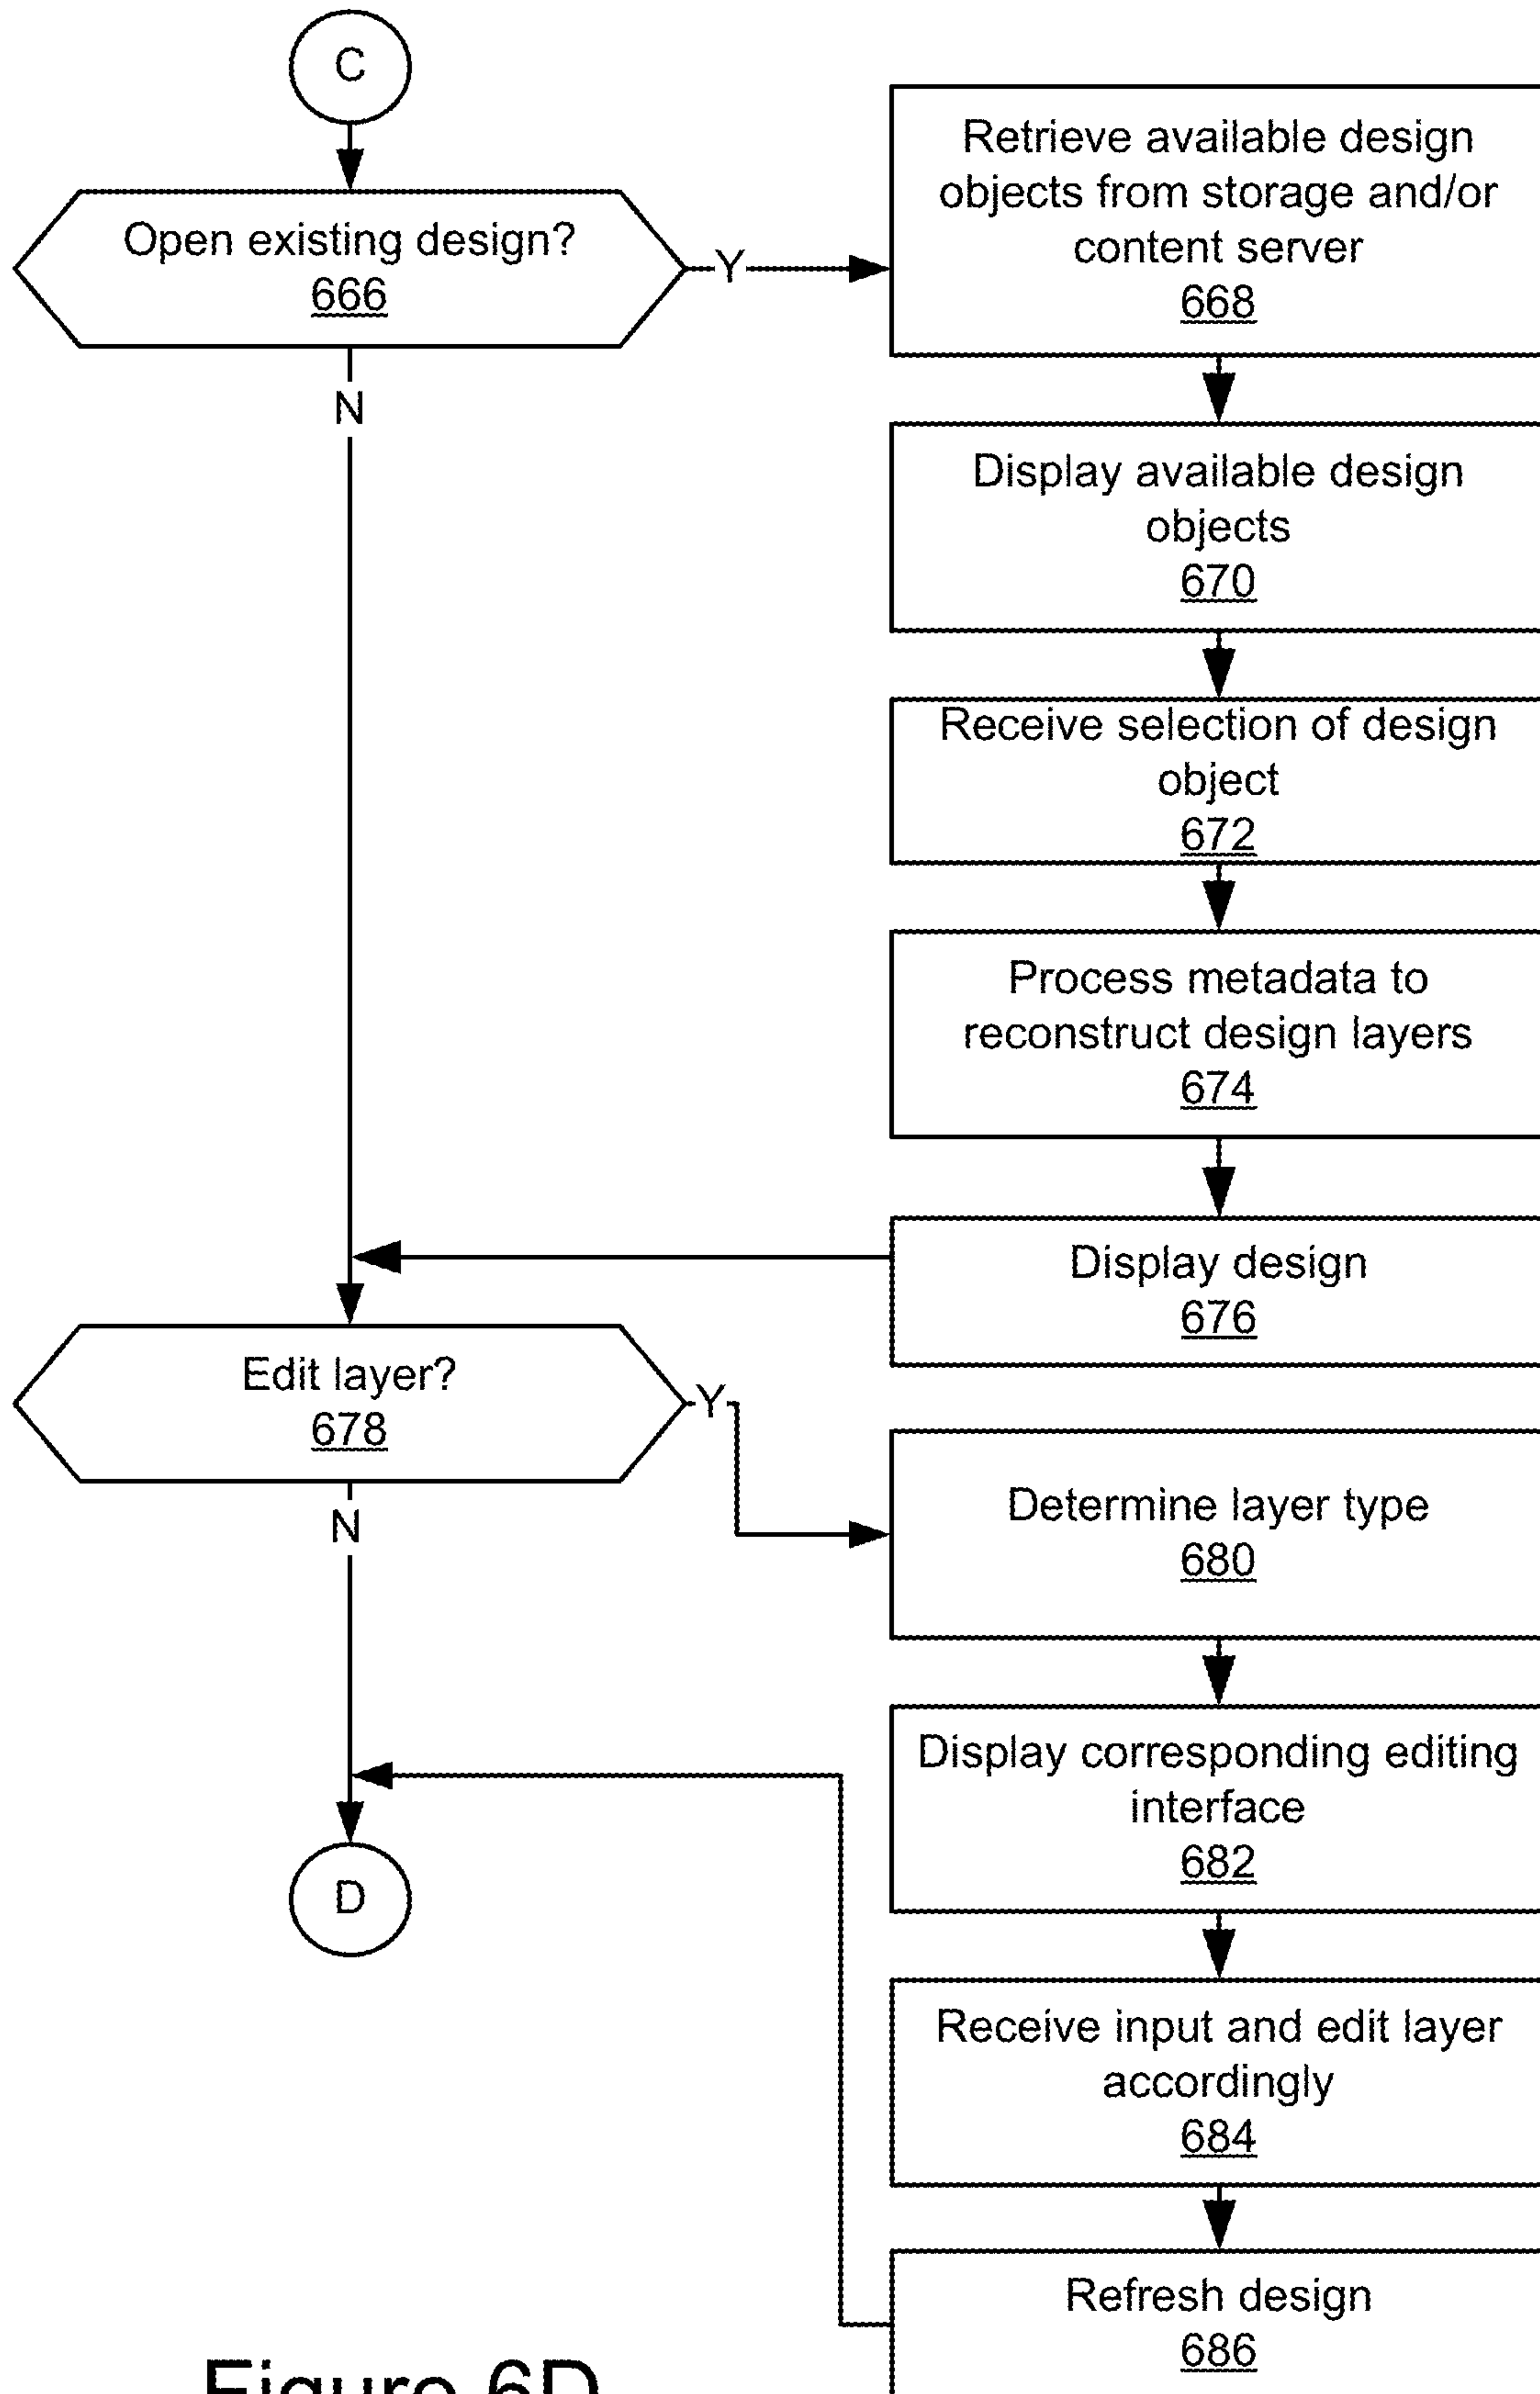 C
Open existing design?
666
Y
N
Retrieve available design
objects from storage and/or
content server
668
Display available design
objects
670
Receive selection of design
object
672
Process metadata to
reconstruct design layers
674
Display design
676
Edit layer?
678
Y
N
Determine layer type
680
Display corresponding editing
interface
682
Receive input and edit layer
accordingly
684
Refresh design
686
D
Figure 6D